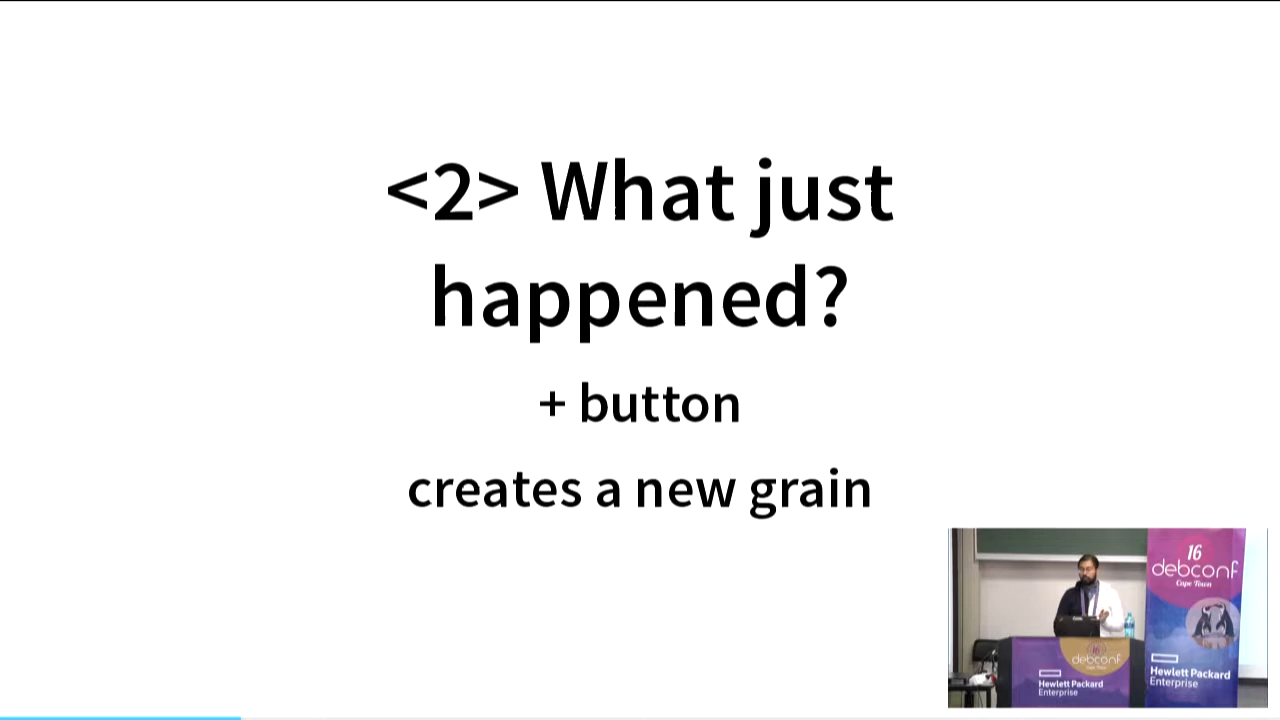 <2> What just
happened?
+ button
creates a new grain
16
debconf
Cape Town
Hewlett Packard
Enterprise
16
debconf
Cape Town
Hewlett Packard
Enterprise